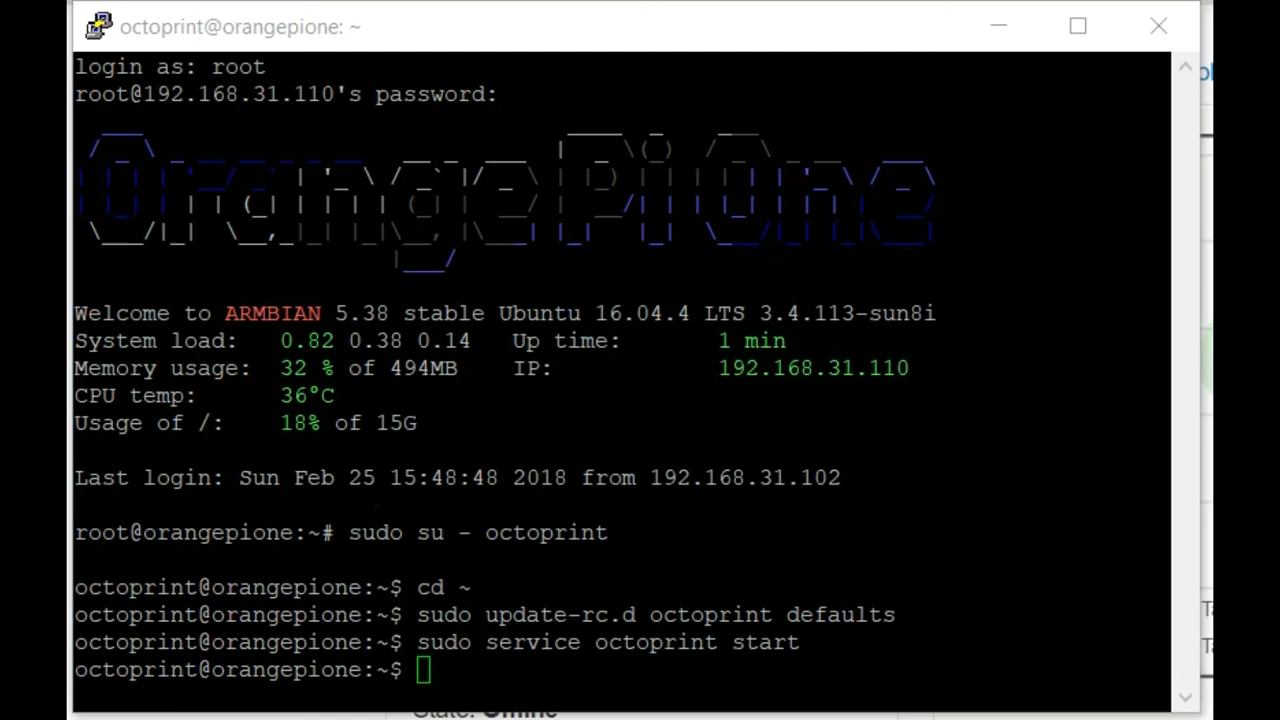 octoprint@orangepione: ~
login as: root
root@192.168.31.110's password:
OrangePiOne
Welcome to ARMBIAN 5.38 stable Ubuntu 16.04.4 LTS 3.4.113-sun8i
System load: 0.82 0.38 0.14 Up time: 1 min
Memory usage: 32 % of 494MB IP: 192.168.31.110
CPU temp: 36°C
Usage of /: 18% of 15G
Last login: Sun Feb 25 15:48:48 2018 from 192.168.31.102
root@orangepione:~# sudo su - octoprint
octoprint@orangepione:~$ cd ~
octoprint@orangepione:~$ sudo update-rc.d octoprint defaults
octoprint@orangepione:~$ sudo service octoprint start
octoprint@orangepione:~$
State: Offline